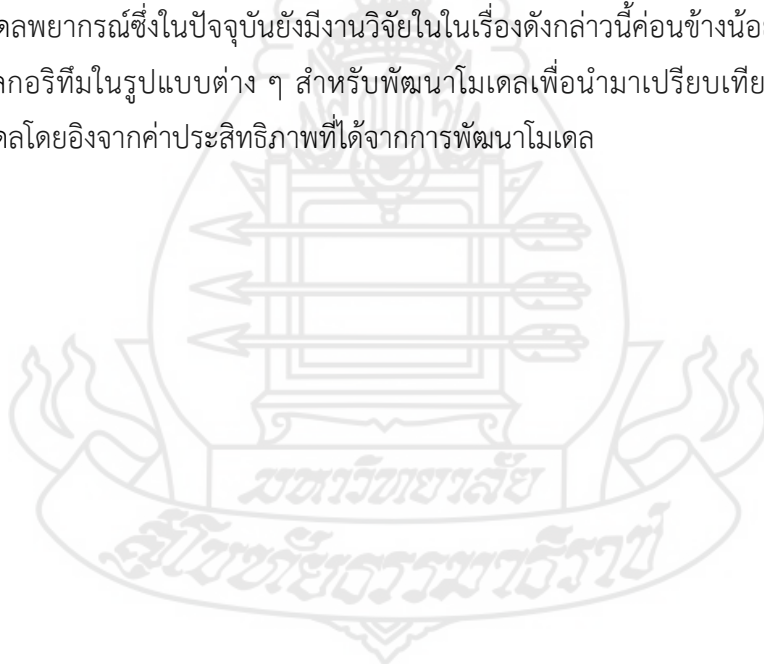 ดลพยากรณ์ซึ่งในปัจจุบันยังมีงานวิจัยในในเรื่องดังกล่าวนี้ค่อนข้างน้อย
ลกอริทึมในรูปแบบต่าง ๆ สำหรับพัฒนาโมเดลเพื่อนำมาเปรียบเทีย
ดลโดยอิงจากค่าประสิทธิภาพที่ได้จากการพัฒนาโมเดล
มหาวิทยาลัย
สุโขทัยธรรมาธิราช